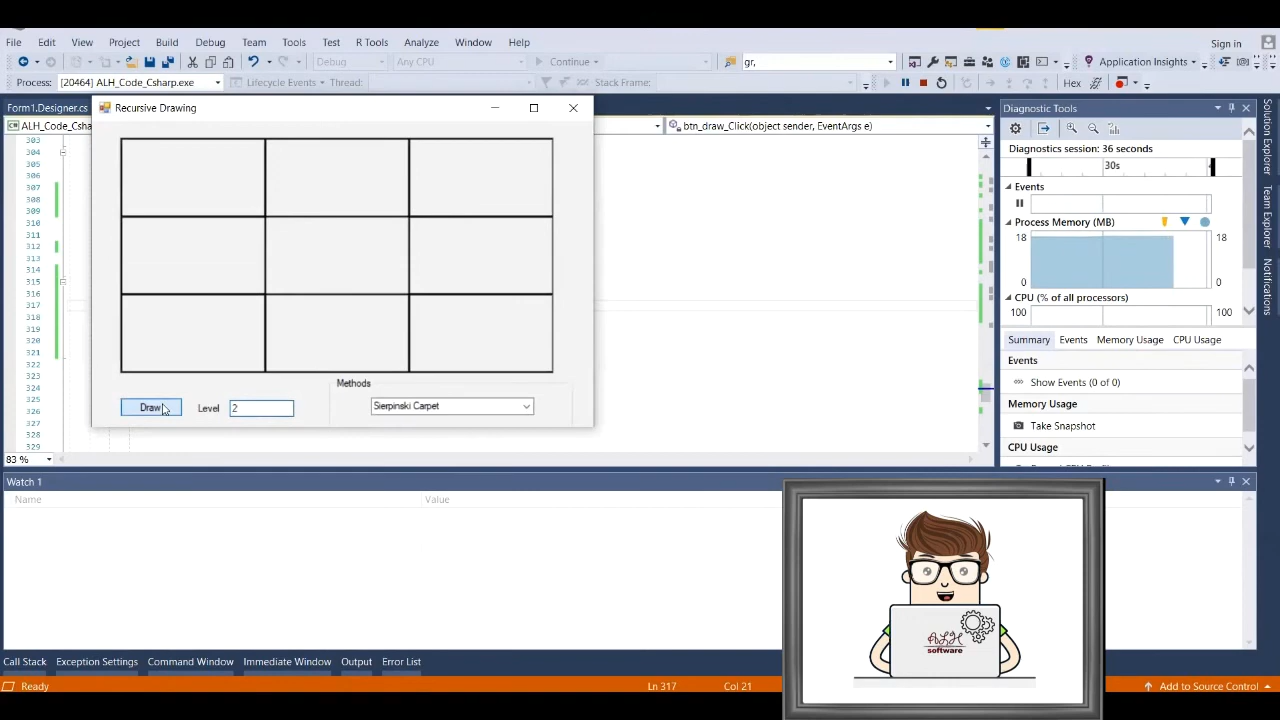 File Edit View Project Build Debug Team Tools Test R Tools Analyze Window Help
Sign in
Debug Any CPU Continue gr, Application Insights
Process: [20464] ALH_Code_Csharp.exe Lifecycle Events Thread: Stack Frame: Hex
Form1.Designer.cs
Recursive Drawing
Diagnostic Tools
ALH_Code_Csha
btn_draw_Click(object sender, EventArgs e)
303
304
305
306
307
308
309
310
311
312
313
314
315
316
317
318
319
320
321
322
323
324
325
326
327
328
329
Methods
Draw Level 2 Sierpinski Carpet
83 %
Diagnostics session: 36 seconds
30s
Events
Process Memory (MB)
18 18
0 0
CPU (% of all processors)
100 100
Summary Events Memory Usage CPU Usage
Events
Show Events (0 of 0)
Memory Usage
Take Snapshot
CPU Usage
Solution Explorer
Team Explorer
Notifications
Watch 1
Name Value
ALH
software
Call Stack Exception Settings Command Window Immediate Window Output Error List
Ready Ln 317 Col 21 Add to Source Control